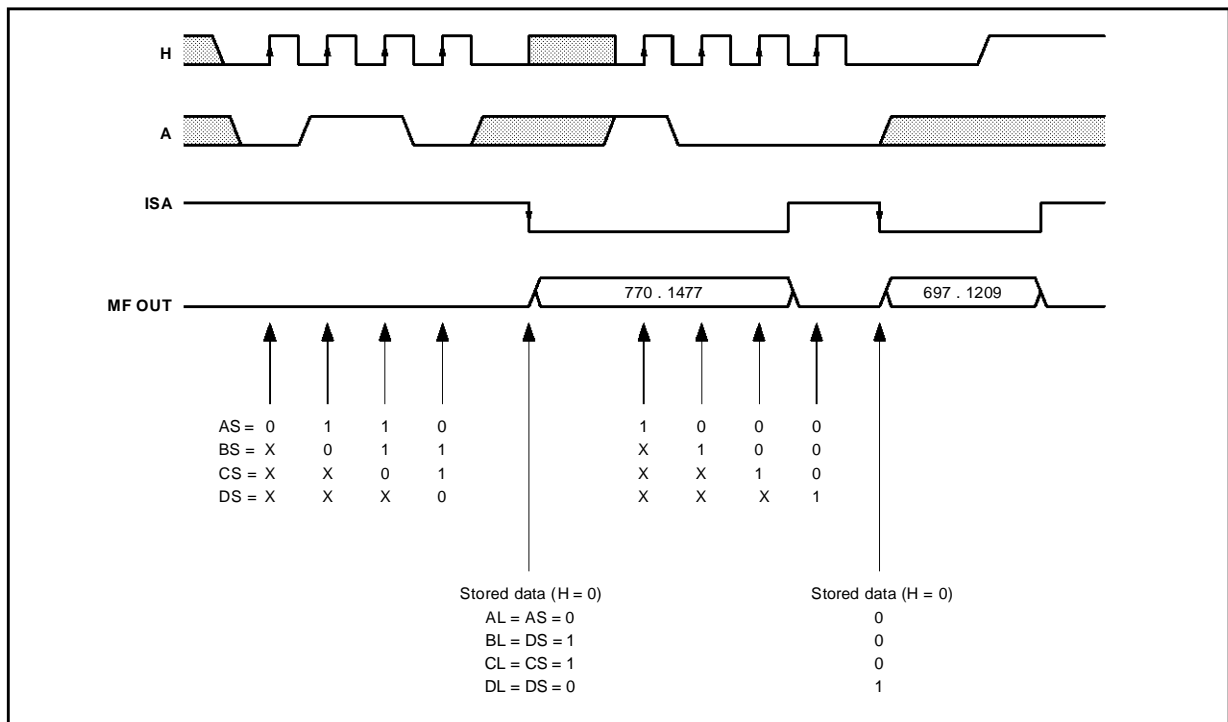 H
A
ISA
MF OUT
770 . 1477
697 . 1209
AS = 0 1 1 0 1 0 0 0
BS = X 0 1 1 X 1 0 0
CS = X X 0 1 X X 1 0
DS = X X X 0 X X X 1
Stored data (H = 0) Stored data (H = 0)
AL = AS = 0 0
BL = DS = 1 0
CL = CS = 1 0
DL = DS = 0 1